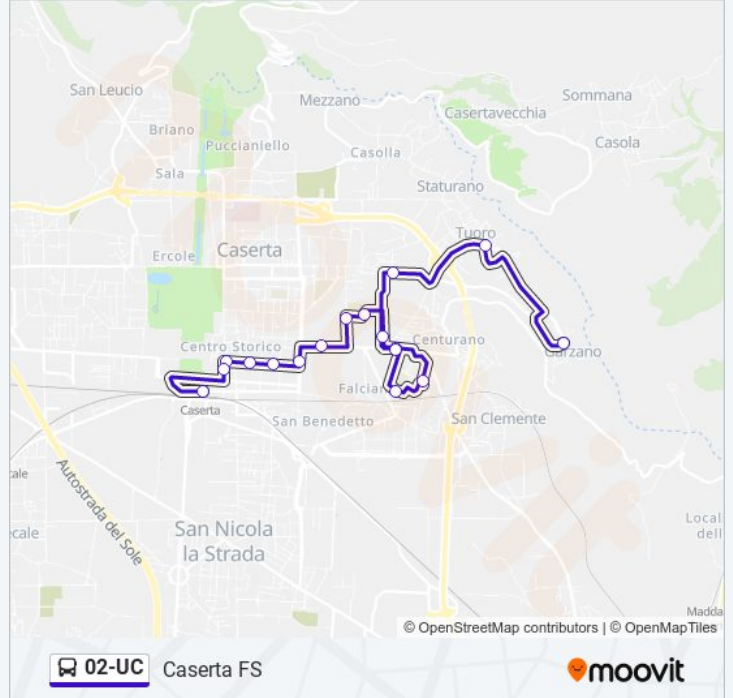 San Leucio
Mezzano
Sommana
Casertavecchia
Briano
Puccianiello
Casola
Casolla
Sala
Staturano
Tuoro
Caserta
Ercole
Centro Storico
Centurano
Garzano
Falciano
Caserta
San Benedetto
San Clemente
Autostrada del Sole
San Nicola
la Strada
Local
dell
ecale
cale
Madda
© OpenStreetMap contributors | © OpenMapTiles
02-UC Caserta FS
moovit